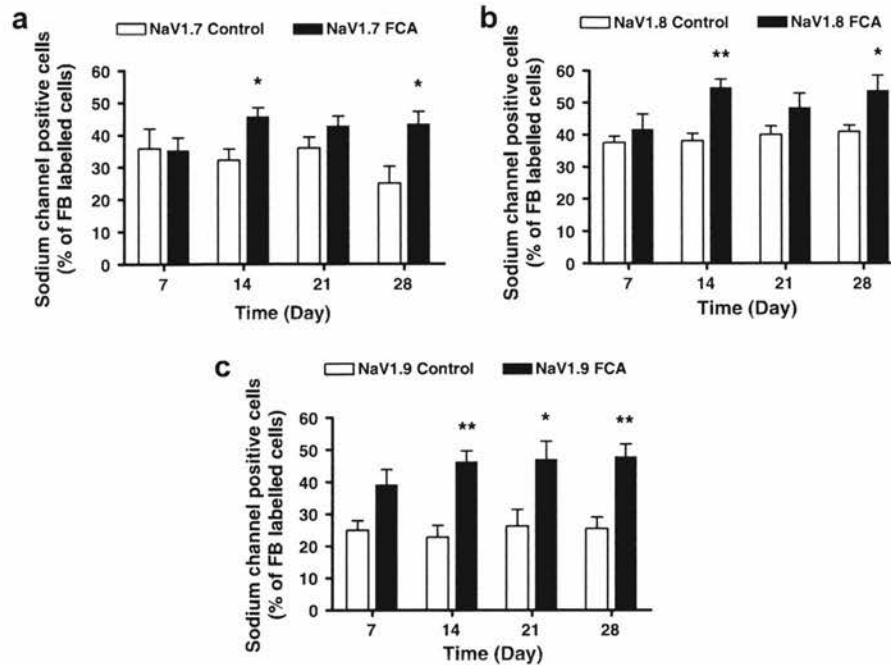 a
NaV1.7 Control NaV1.7 FCA
Sodium channel positive cells
(% of FB labelled cells)
60
50
40
30
20
10
0
* *
7 14 21 28
Time (Day)
b
NaV1.8 Control NaV1.8 FCA
Sodium channel positive cells
(% of FB labelled cells)
60
50
40
30
20
10
0
** *
7 14 21 28
Time (Day)
c
NaV1.9 Control NaV1.9 FCA
Sodium channel positive cells
(% of FB labelled cells)
60
50
40
30
20
10
0
** * **
7 14 21 28
Time (Day)